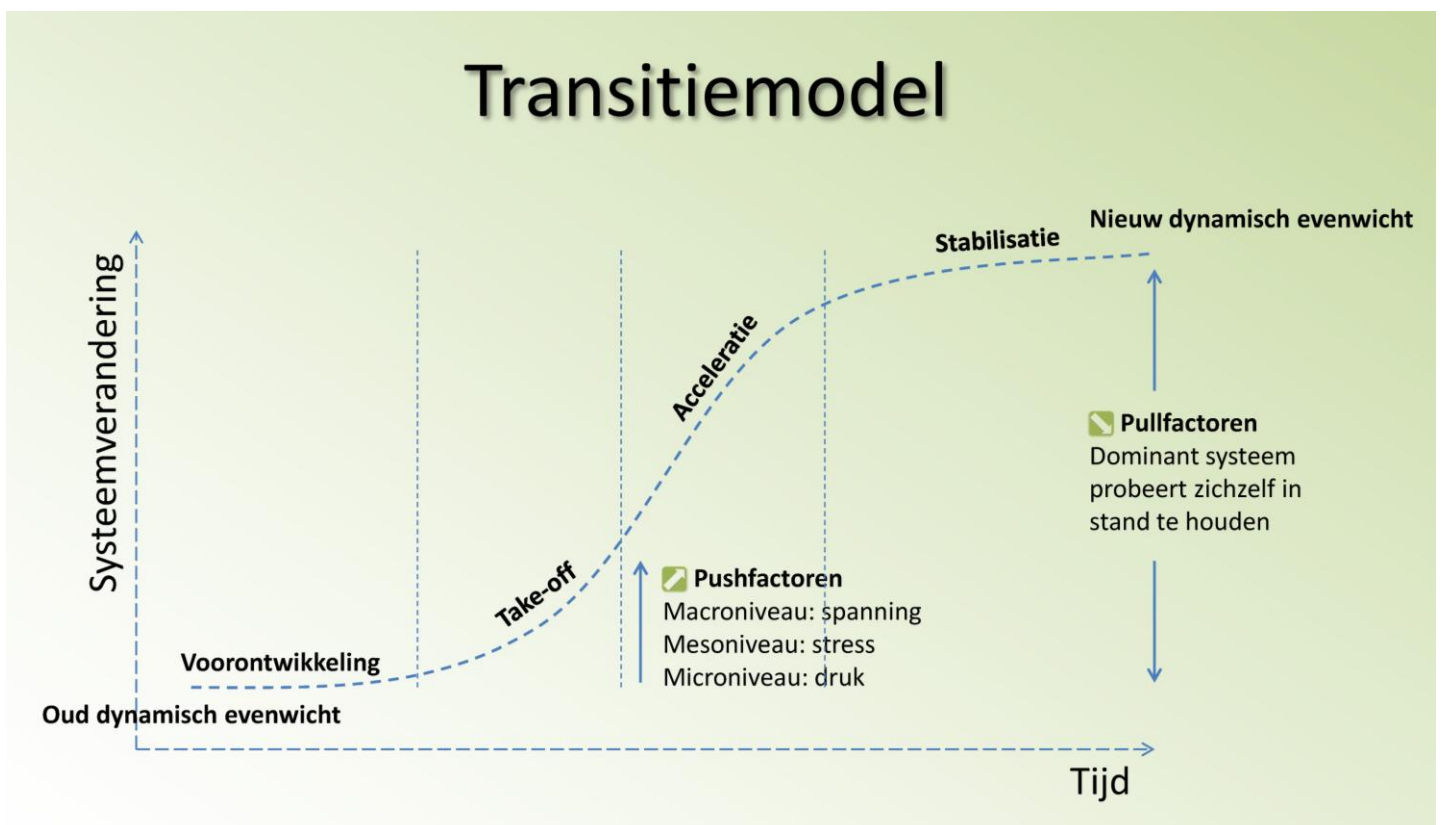 Transitiemodel
Systeemverandering
Nieuw dynamisch evenwicht
Stabilisatie
Acceleratie
Pullfactoren
Dominant systeem
probeert zichzelf in
stand te houden
Take-off
Pushfactoren
Macroniveau: spanning
Mesoniveau: stress
Microniveau: druk
Voorontwikkeling
Oud dynamisch evenwicht
Tijd